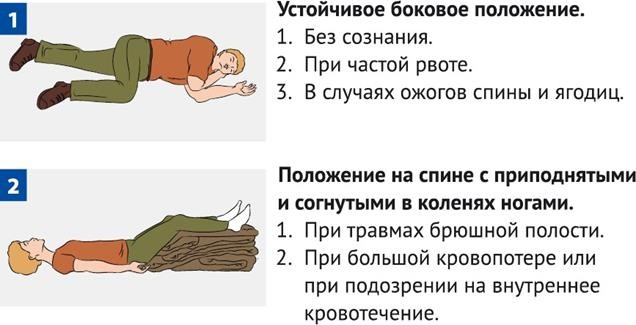 1
Устойчивое боковое положение.
1. Без сознания.
2. При частой рвоте.
3. В случаях ожогов спины и ягодиц.
2
Положение на спине с приподнятыми
и согнутыми в коленях ногами.
1. При травмах брюшной полости.
2. При большой кровопотере или
при подозрении на внутреннее
кровотечение.